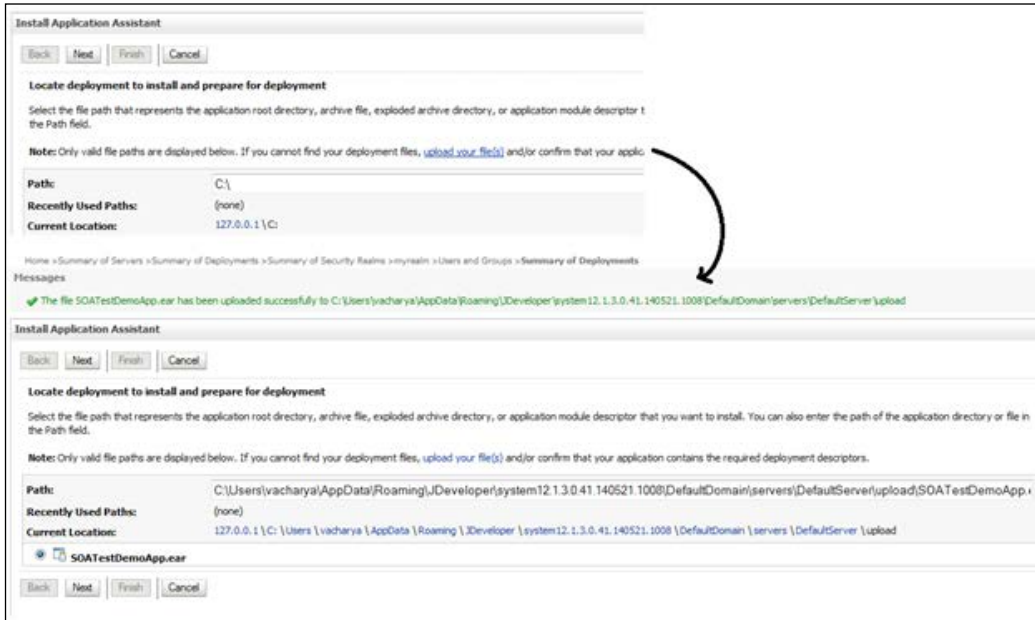 Install Application Assistant
Back Next Finish Cancel
Locate deployment to install and prepare for deployment
Select the file path that represents the application root directory, archive file, exploded archive directory, or application module descriptor t
the Path field.
Note: Only valid file paths are displayed below. If you cannot find your deployment files, upload your file(s) and/or confirm that your applic
Path: C:\
Recently Used Paths: (none)
Current Location: 127.0.0.1 \ C:
Home >Summary of Servers >Summary of Deployments >Summary of Security Realms >myrealm >Users and Groups >Summary of Deployments
Messages
The file SOATestDemoApp.ear has been uploaded successfully to C:\Users\vacharya\AppData\Roaming\JDeveloper\system12.1.3.0.41.140521.1008\DefaultDomain\servers\DefaultServer\upload
Install Application Assistant
Back Next Finish Cancel
Locate deployment to install and prepare for deployment
Select the file path that represents the application root directory, archive file, exploded archive directory, or application module descriptor that you want to install. You can also enter the path of the application directory or file in
the Path field.
Note: Only valid file paths are displayed below. If you cannot find your deployment files, upload your file(s) and/or confirm that your application contains the required deployment descriptors.
Path: C:\Users\vacharya\AppData\Roaming\JDeveloper\system12.1.3.0.41.140521.1008\DefaultDomain\servers\DefaultServer\upload\SOATestDemoApp.
Recently Used Paths: (none)
Current Location: 127.0.0.1 \ C: \ Users \ vacharya \ AppData \ Roaming \ JDeveloper \ system12.1.3.0.41.140521.1008 \ DefaultDomain \ servers \ DefaultServer \ upload
SOATestDemoApp.ear
Back Next Finish Cancel